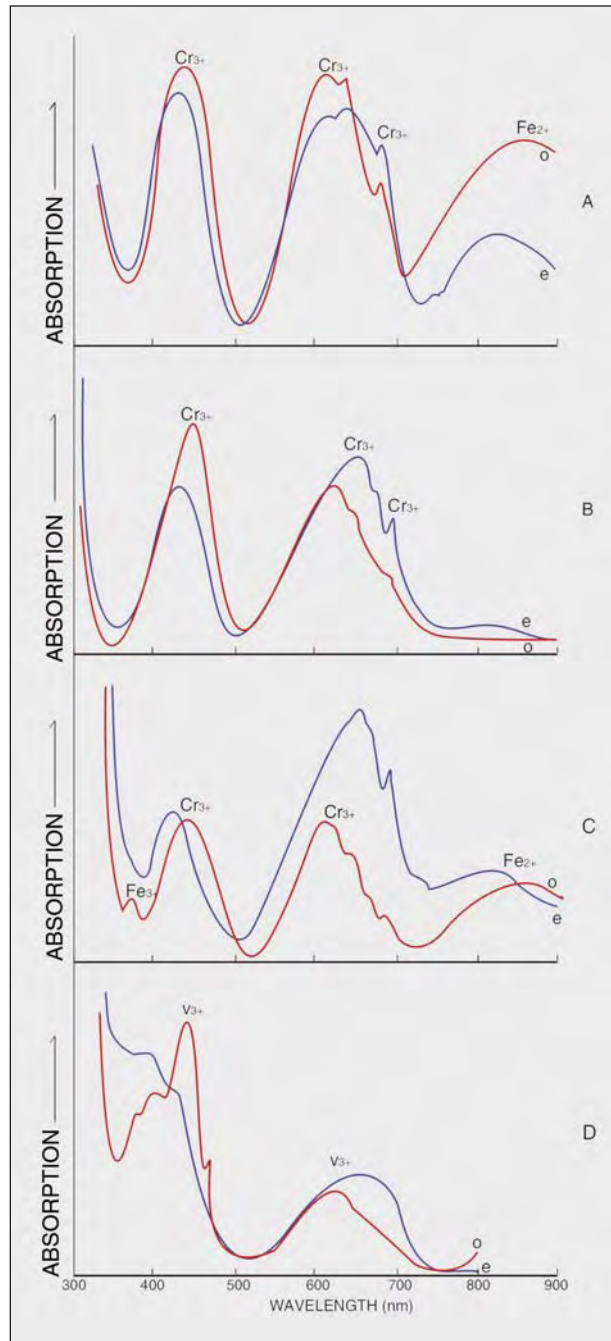 Cr3+
Cr3+
Cr3+
Fe2+
o
e
A
ABSORPTION
Cr3+
Cr3+
Cr3+
e
o
B
ABSORPTION
Cr3+
Cr3+
Fe3+
Fe2+
o
e
C
ABSORPTION
v3+
v3+
o
e
D
ABSORPTION
300 400 500 600 700 800 900
WAVELENGTH (nm)